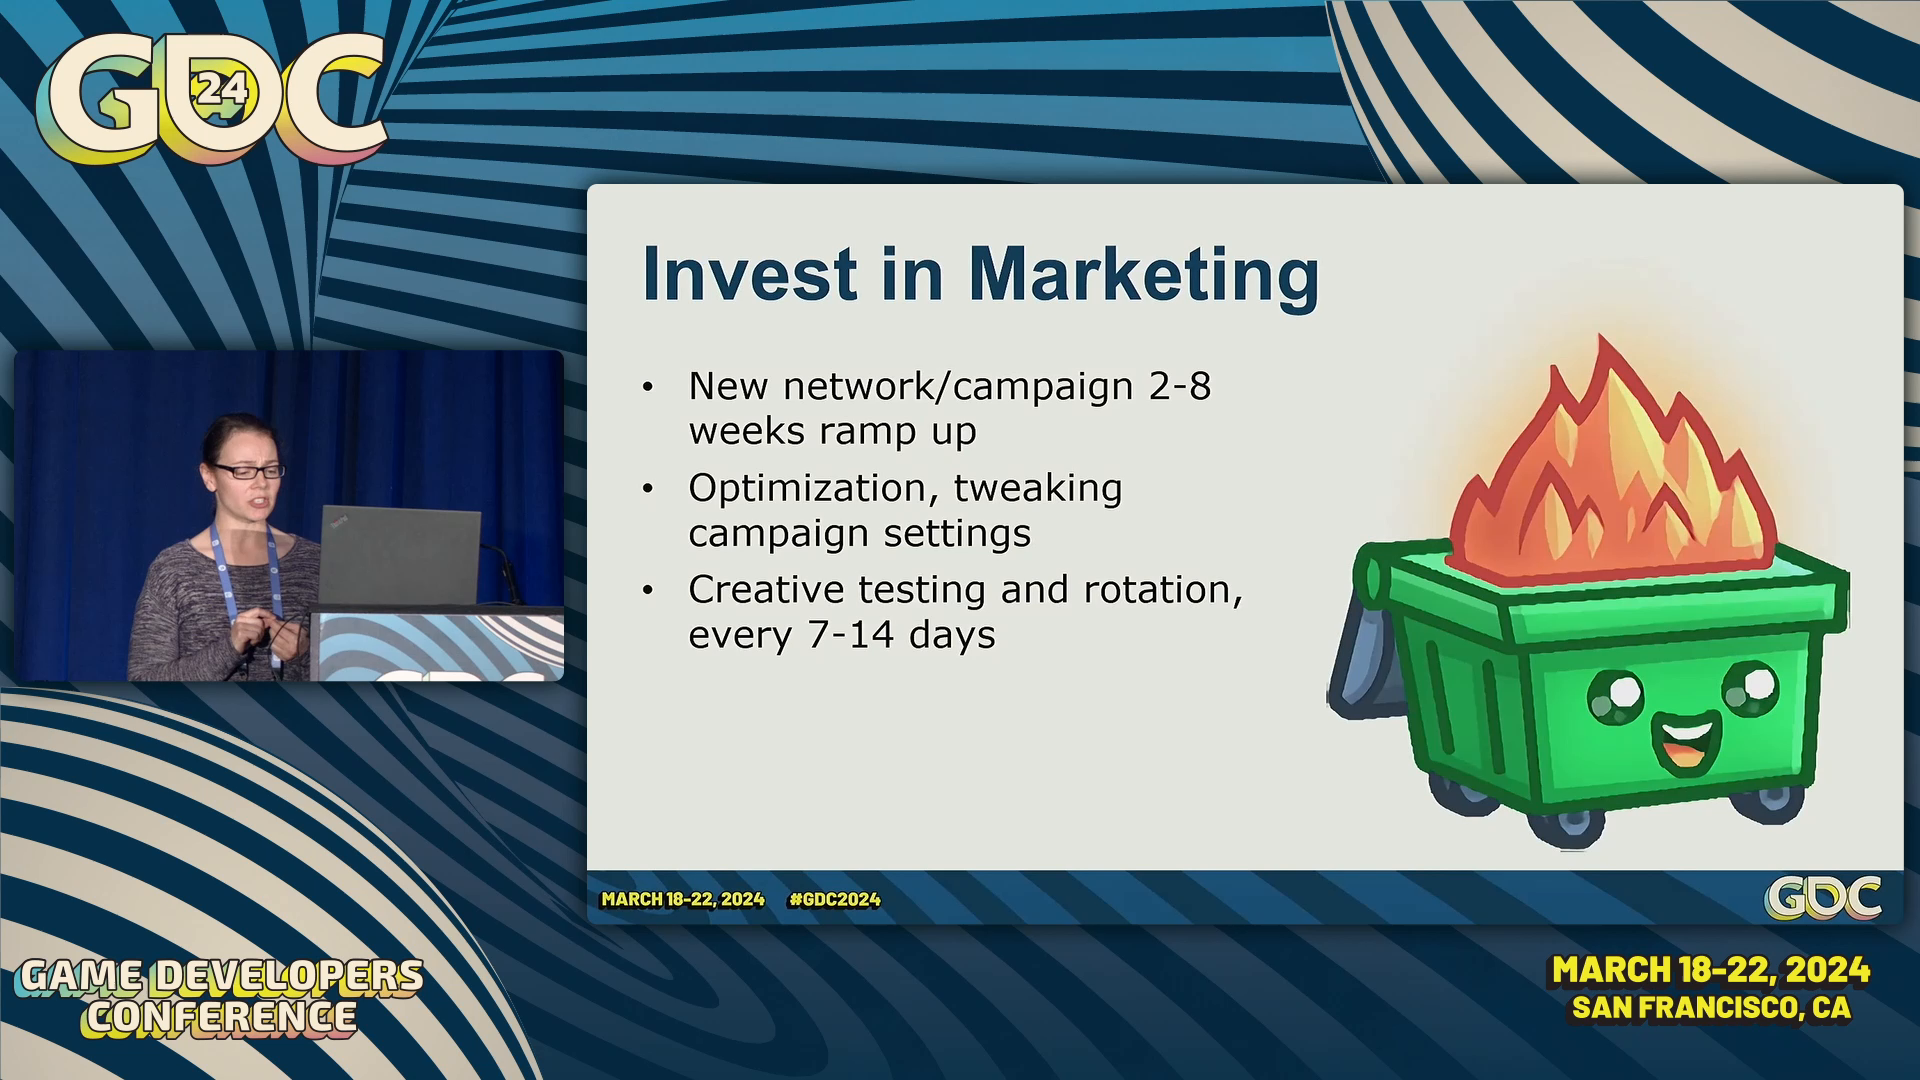 GDC
24
Invest in Marketing
• New network/campaign 2-8
weeks ramp up
• Optimization, tweaking
campaign settings
• Creative testing and rotation,
every 7-14 days
MARCH 18-22, 2024 #GDC2024
GDC
GAME DEVELOPERS
CONFERENCE
MARCH 18-22, 2024
SAN FRANCISCO, CA